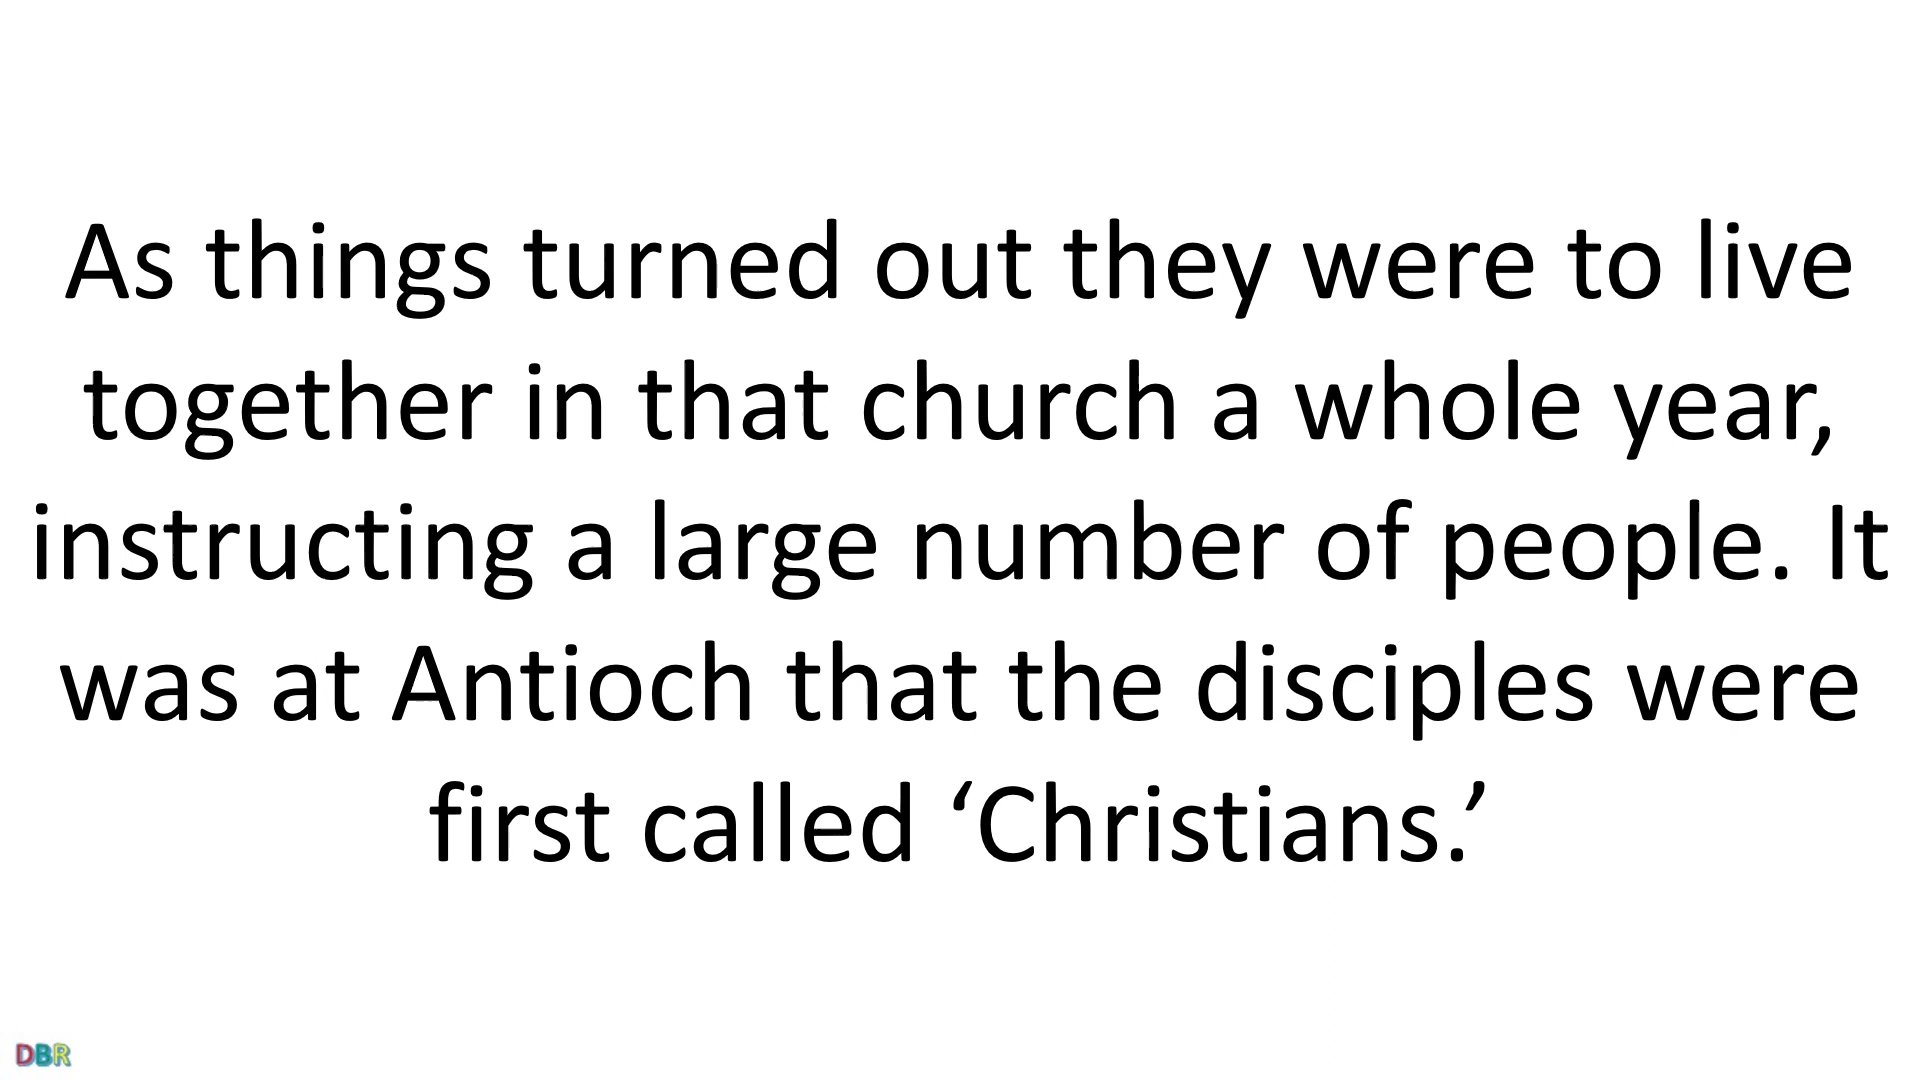 As things turned out they were to live
together in that church a whole year,
instructing a large number of people. It
was at Antioch that the disciples were
first called ‘Christians.’
DBR